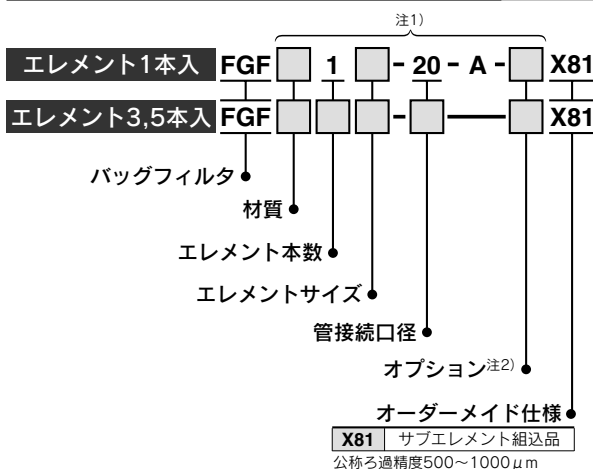 注1)
エレメント1本入 FGF 1 - 20 - A - X81
エレメント3,5本入 FGF - X81
バッグフィルタ
材質
エレメント本数
エレメントサイズ
管接続口径
オプション注2)
オーダーメイド仕様
X81 サブエレメント組込品
公称ろ過精度500～1000μm